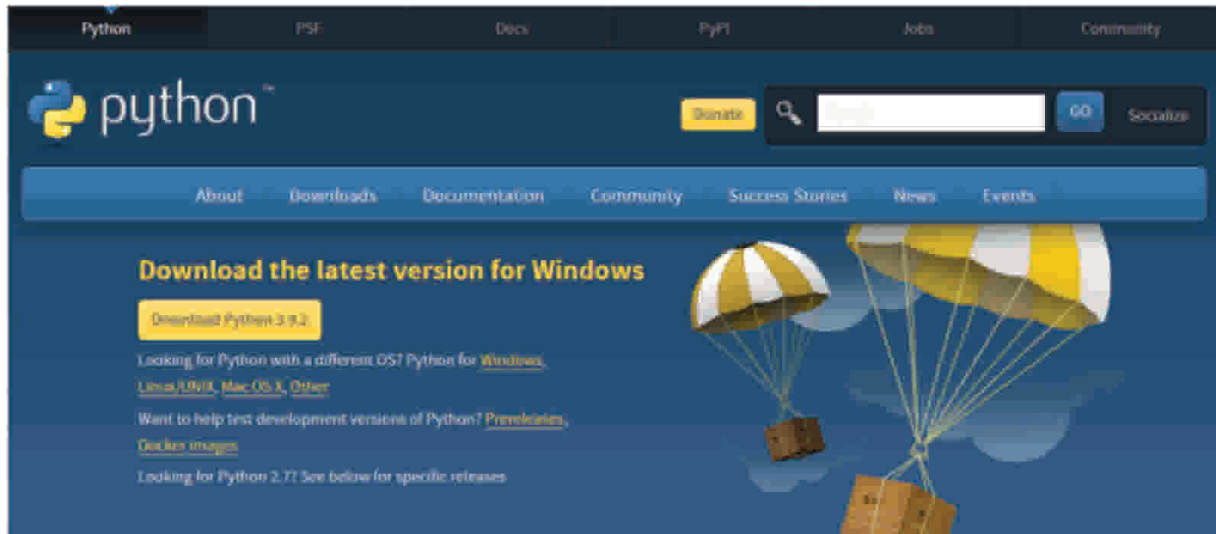 Python PSF Docs PyPI Jobs Community
python™
Donate GO Socialize
About Downloads Documentation Community Success Stories News Events
Download the latest version for Windows
Download Python 3.9.2
Looking for Python with a different OS? Python for Windows,
Linux/UNIX, Mac OS X, Other
Want to help test development versions of Python? Prereleases,
Docker images
Looking for Python 2.7? See below for specific releases